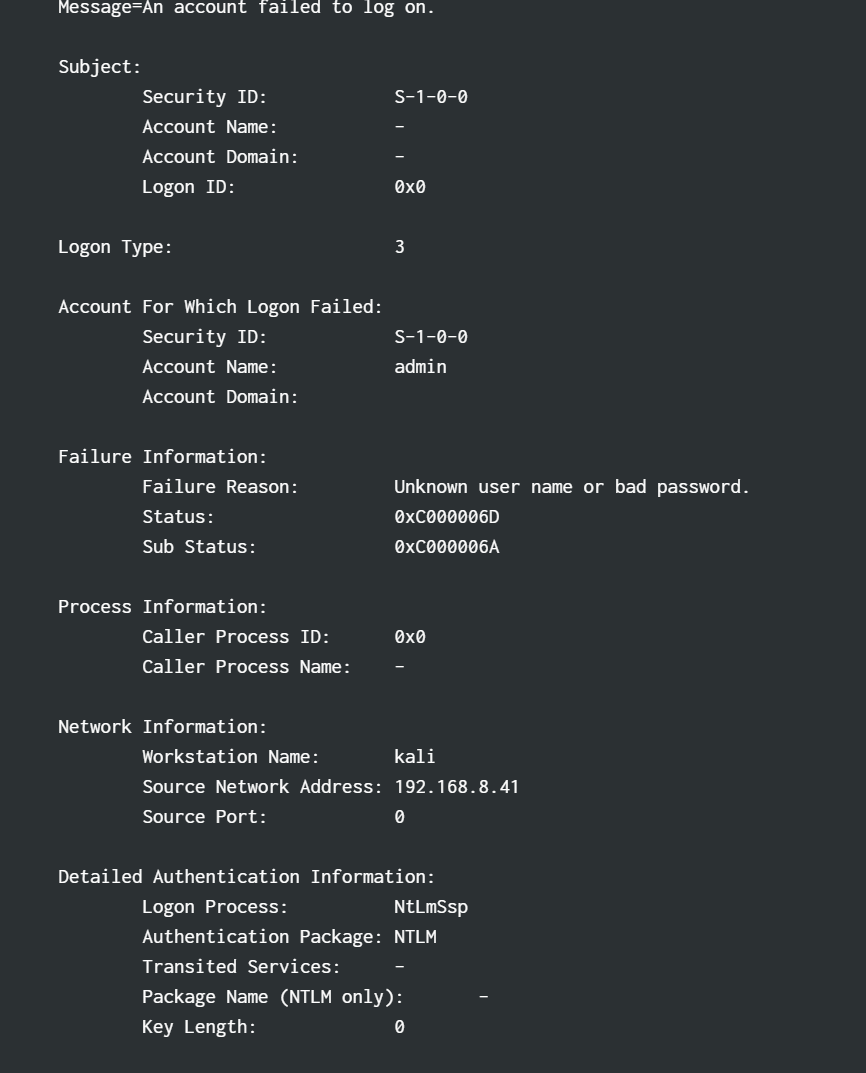 Message=An account failed to log on.
Subject:
Security ID: S-1-0-0
Account Name: -
Account Domain: -
Logon ID: 0x0
Logon Type: 3
Account For Which Logon Failed:
Security ID: S-1-0-0
Account Name: admin
Account Domain:
Failure Information:
Failure Reason: Unknown user name or bad password.
Status: 0xC000006D
Sub Status: 0xC000006A
Process Information:
Caller Process ID: 0x0
Caller Process Name: -
Network Information:
Workstation Name: kali
Source Network Address: 192.168.8.41
Source Port: 0
Detailed Authentication Information:
Logon Process: NtLmSsp
Authentication Package: NTLM
Transited Services: -
Package Name (NTLM only): -
Key Length: 0